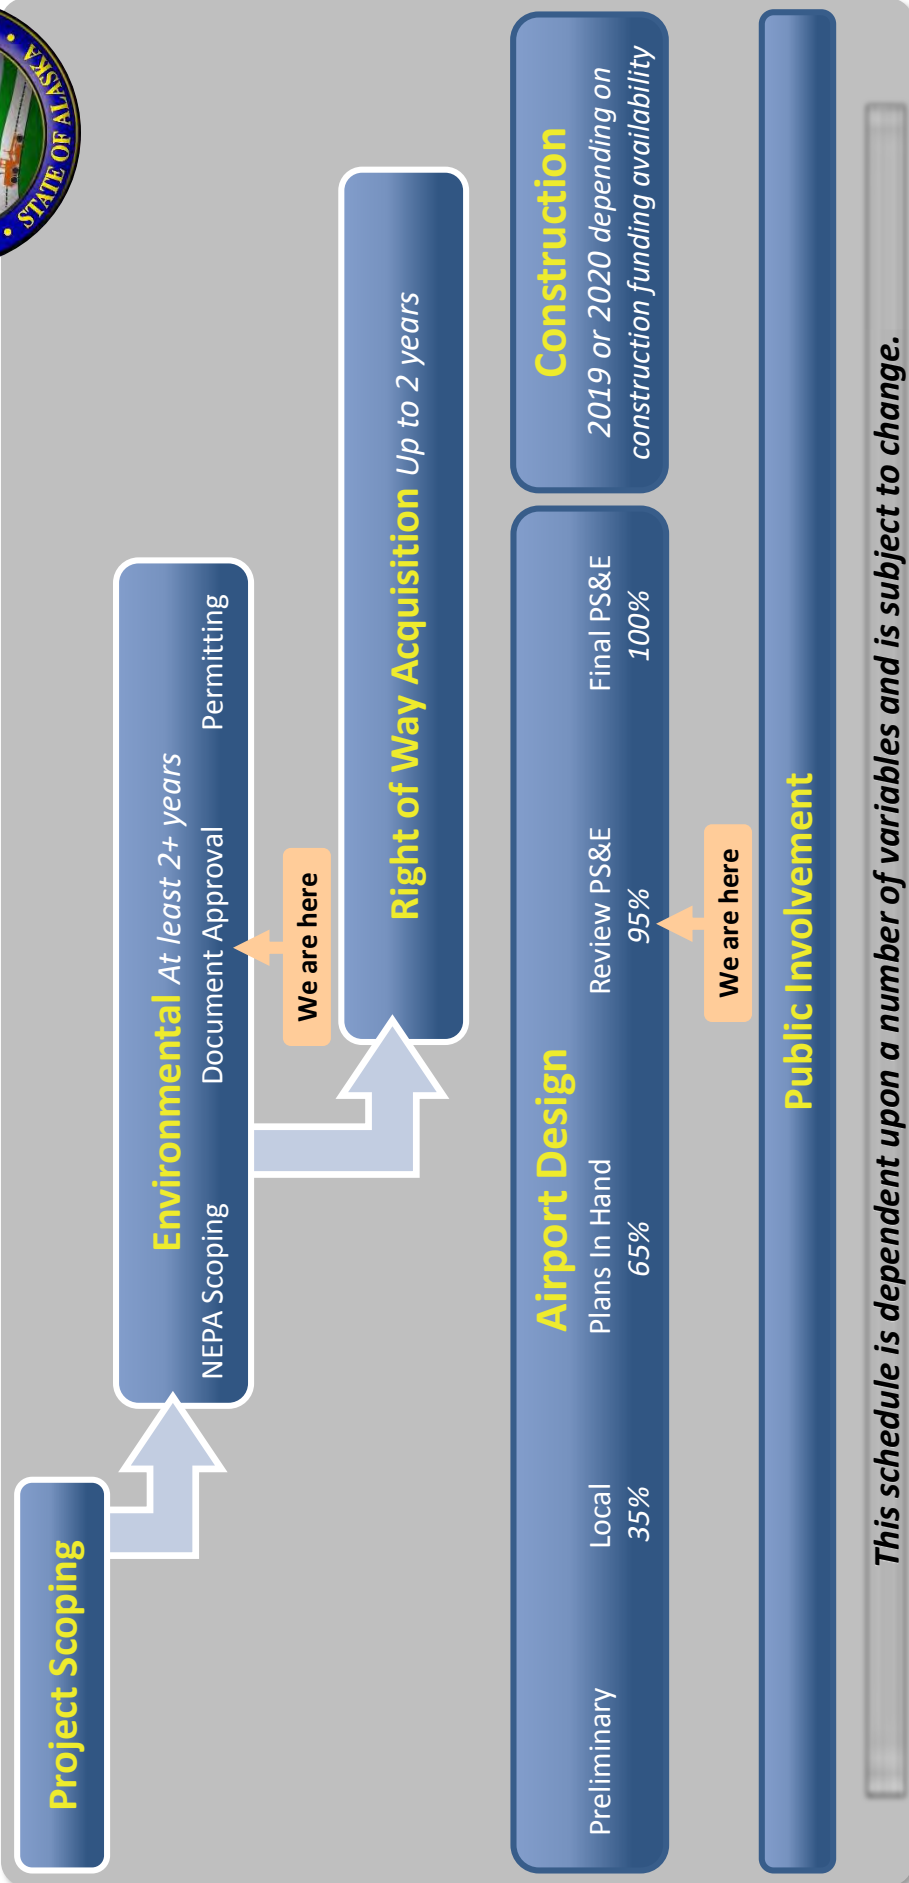 • STATE OF ALASKA •
Project Scoping
Environmental At least 2+ years
NEPA Scoping Document Approval Permitting
We are here
Right of Way Acquisition Up to 2 years
Airport Design
Preliminary Local Plans In Hand Review PS&E Final PS&E
35% 65% 95% 100%
Construction
2019 or 2020 depending on
construction funding availability
We are here
Public Involvement
This schedule is dependent upon a number of variables and is subject to change.